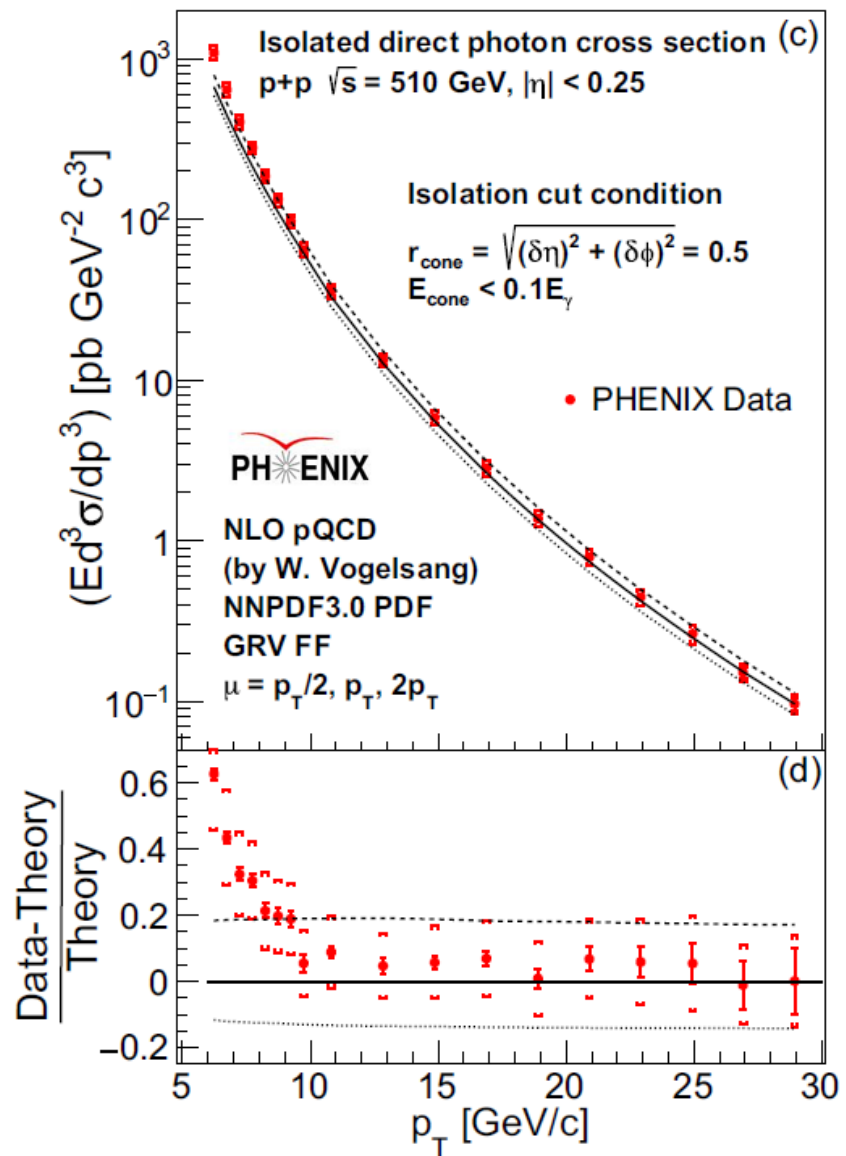 Isolated direct photon cross section (c)
p+p √s = 510 GeV, |η| < 0.25
Isolation cut condition
r_cone = √(δη)² + (δϕ)² = 0.5
E_cone < 0.1E_γ
PHENIX Data
PHENIX
NLO pQCD
(by W. Vogelsang)
NNPDF3.0 PDF
GRV FF
μ = p_T/2, p_T, 2p_T
(Ed³σ/dp³) [pb GeV⁻² c³]
10³
10²
10
1
10⁻¹
(d)
Data-Theory
Theory
0.6
0.4
0.2
0
−0.2
5 10 15 20 25 30
p_T [GeV/c]